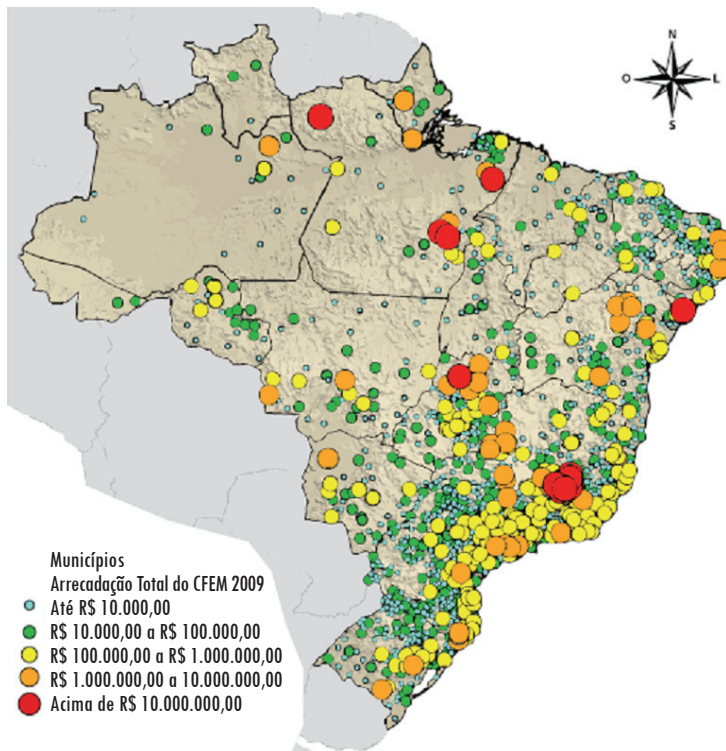 N
O
L
S
Municípios
Arrecadação Total do CFEM 2009
Até R$ 10.000,00
R$ 10.000,00 a R$ 100.000,00
R$ 100.000,00 a R$ 1.000.000,00
R$ 1.000.000,00 a 10.000.000,00
Acima de R$ 10.000.000,00